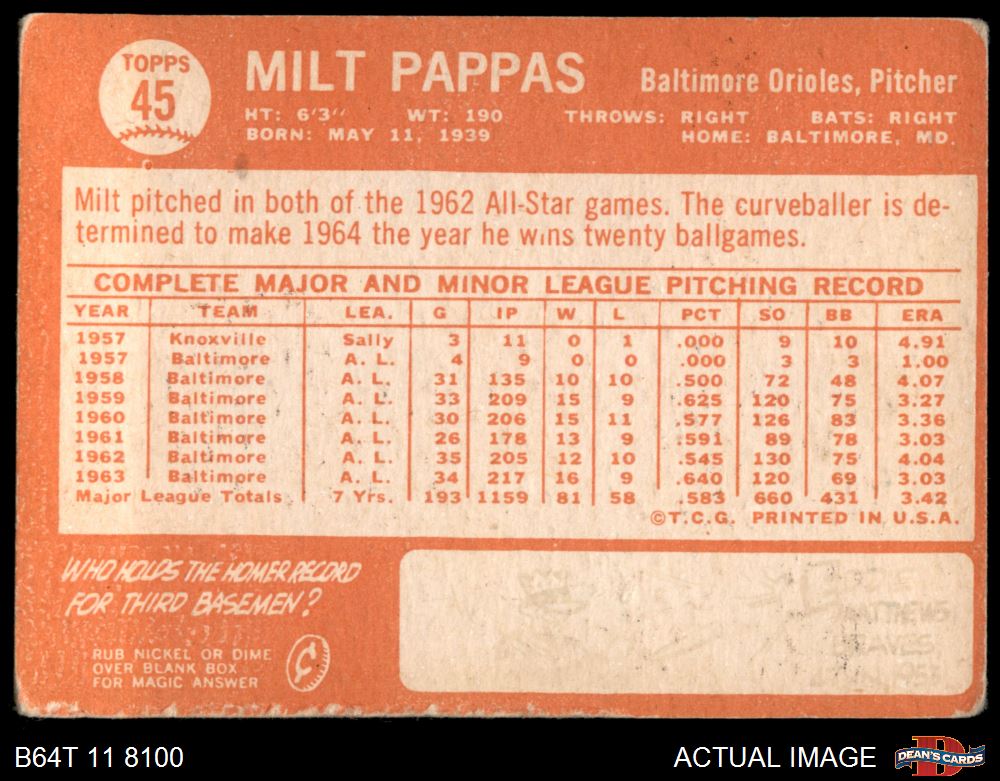 TOPPS
45
MILT PAPPAS
Baltimore Orioles, Pitcher
HT: 6'3" WT: 190 THROWS: RIGHT BATS: RIGHT
BORN: MAY 11, 1939 HOME: BALTIMORE, MD.
Milt pitched in both of the 1962 All-Star games. The curveballer is de-
termined to make 1964 the year he wins twenty ballgames.
COMPLETE MAJOR AND MINOR LEAGUE PITCHING RECORD
YEAR TEAM LEA. G IP W L PCT SO BB ERA
1957 Knoxville Sally 3 11 0 1 .000 9 10 4.91
1957 Baltimore A. L. 4 9 0 0 .000 3 3 1.00
1958 Baltimore A. L. 31 135 10 10 .500 72 48 4.07
1959 Baltimore A. L. 33 209 15 9 .625 120 75 3.27
1960 Baltimore A. L. 30 206 15 11 .577 126 83 3.36
1961 Baltimore A. L. 26 178 13 9 .591 89 78 3.03
1962 Baltimore A. L. 35 205 12 10 .545 130 75 4.04
1963 Baltimore A. L. 34 217 16 9 .640 120 69 3.03
Major League Totals 7 Yrs. 193 1159 81 58 .583 660 431 3.42
©T.C.G. PRINTED IN U.S.A.
WHO HOLDS THE HOMER RECORD
FOR THIRD BASEMEN?
RUB NICKEL OR DIME
OVER BLANK BOX
FOR MAGIC ANSWER
MATTHEWS
BRAVES
B64T 11 8100
ACTUAL IMAGE
DEAN'S CARDS